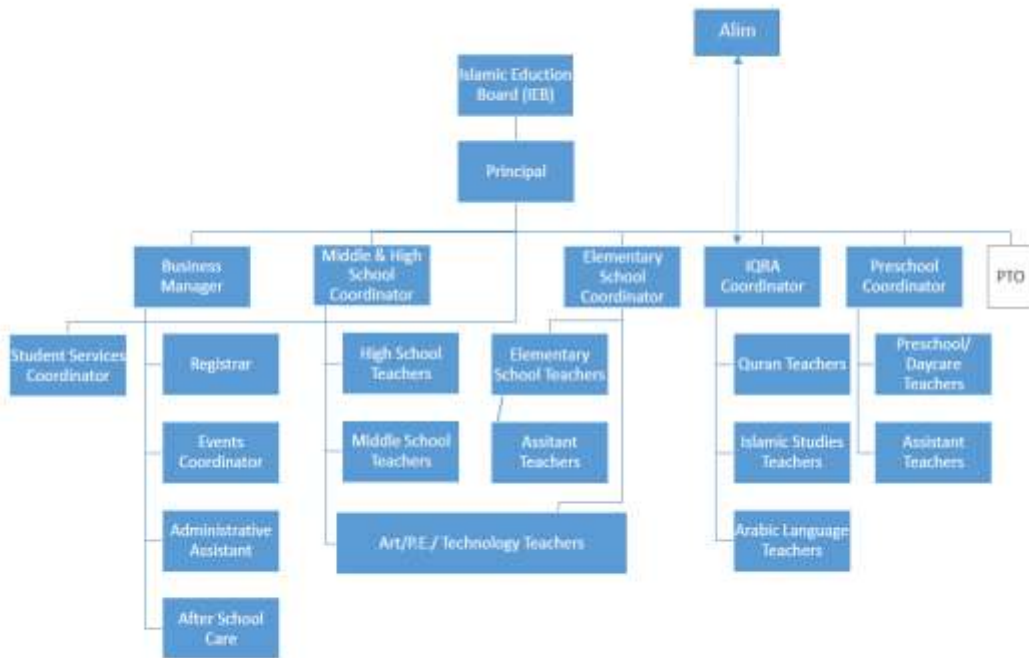 Alim
Islamic Eduction
Board (IEB)
Principal
Business
Manager
Middle & High
School
Coordinator
Elementary
School
Coordinator
IQRA
Coordinator
Preschool
Coordinator
PTO
Student Services
Coordinator
Registrar
High School
Teachers
Elementary
School Teachers
Quran Teachers
Preschool/
Daycare
Teachers
Events
Coordinator
Middle School
Teachers
Assitant
Teachers
Islamic Studies
Teachers
Assistant
Teachers
Administrative
Assistant
Art/P.E./ Technology Teachers
Arabic Language
Teachers
After School
Care